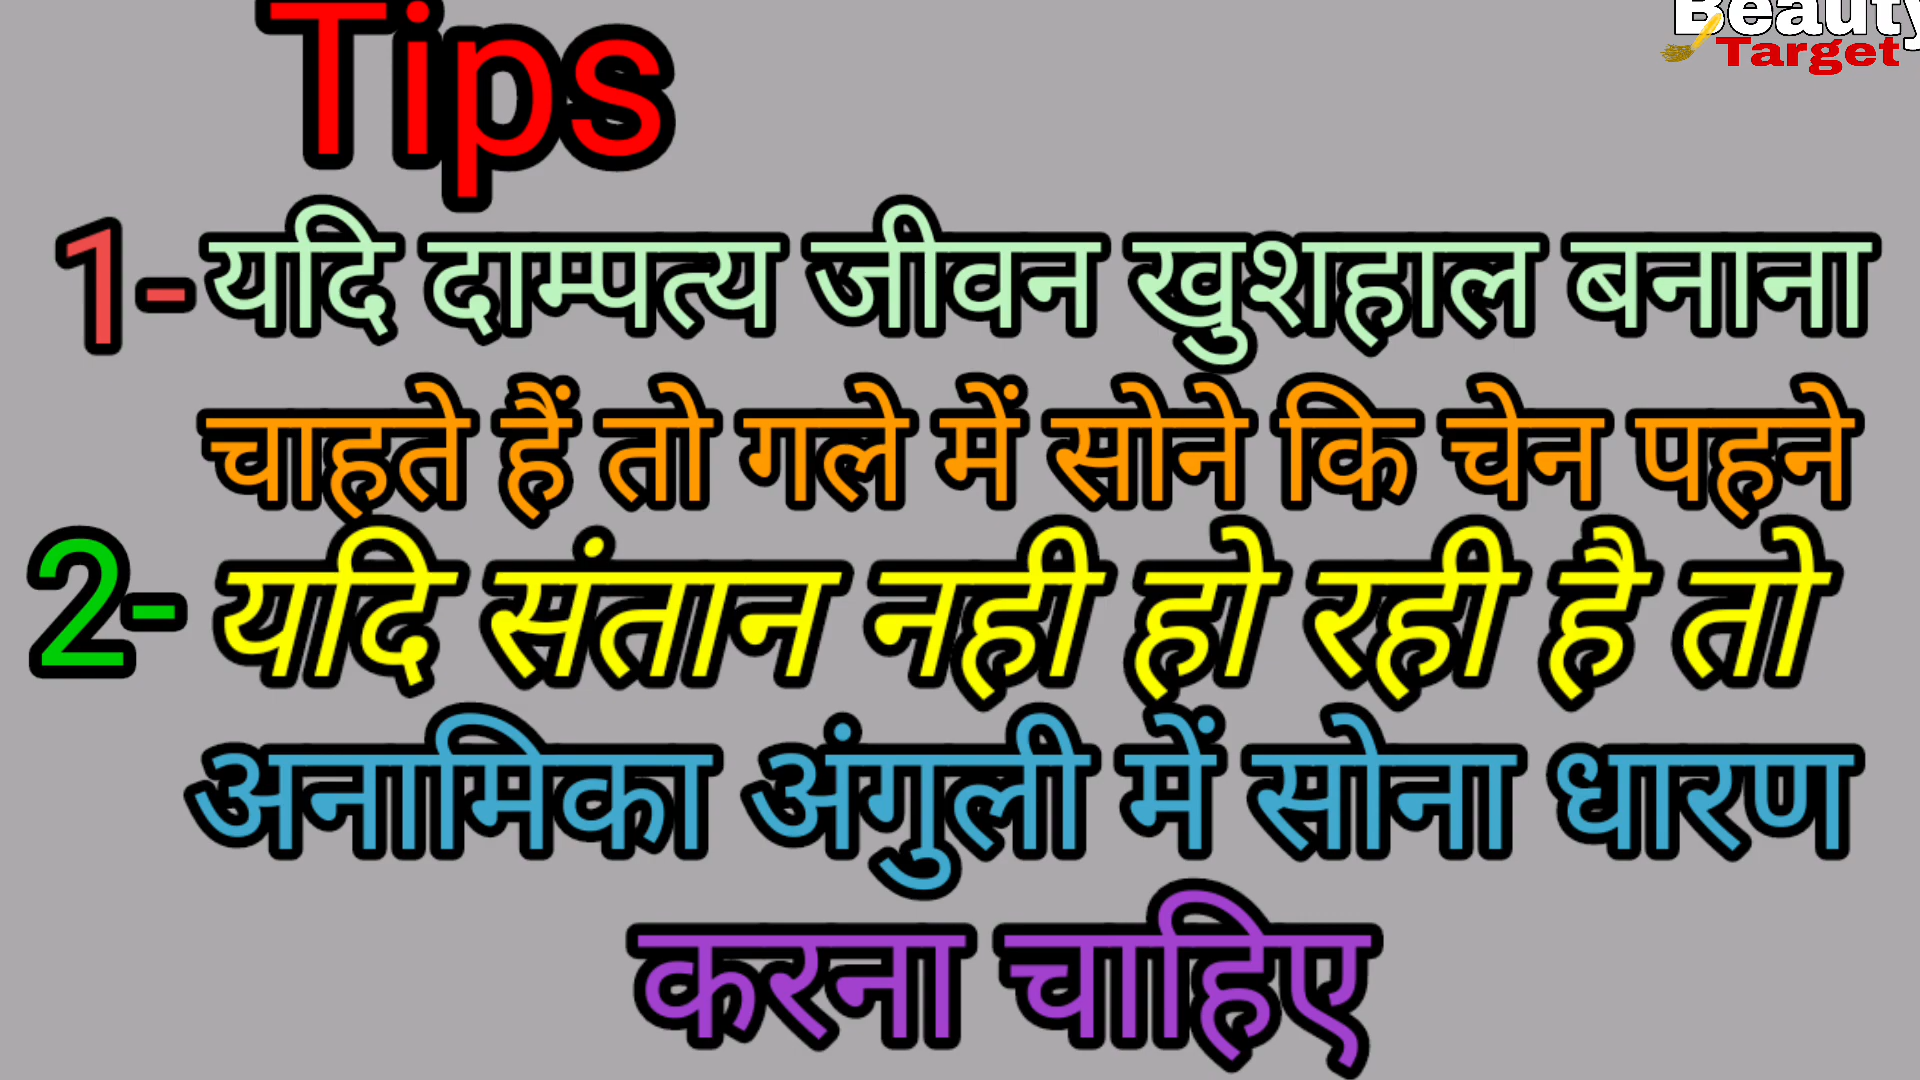 Beauty
Target
Tips
1-यदि दाम्पत्य जीवन खुशहाल बनाना
चाहते हैं तो गले में सोने कि चेन पहने
2- यदि संतान नही हो रही है तो
अनामिका अंगुली में सोना धारण
करना चाहिए